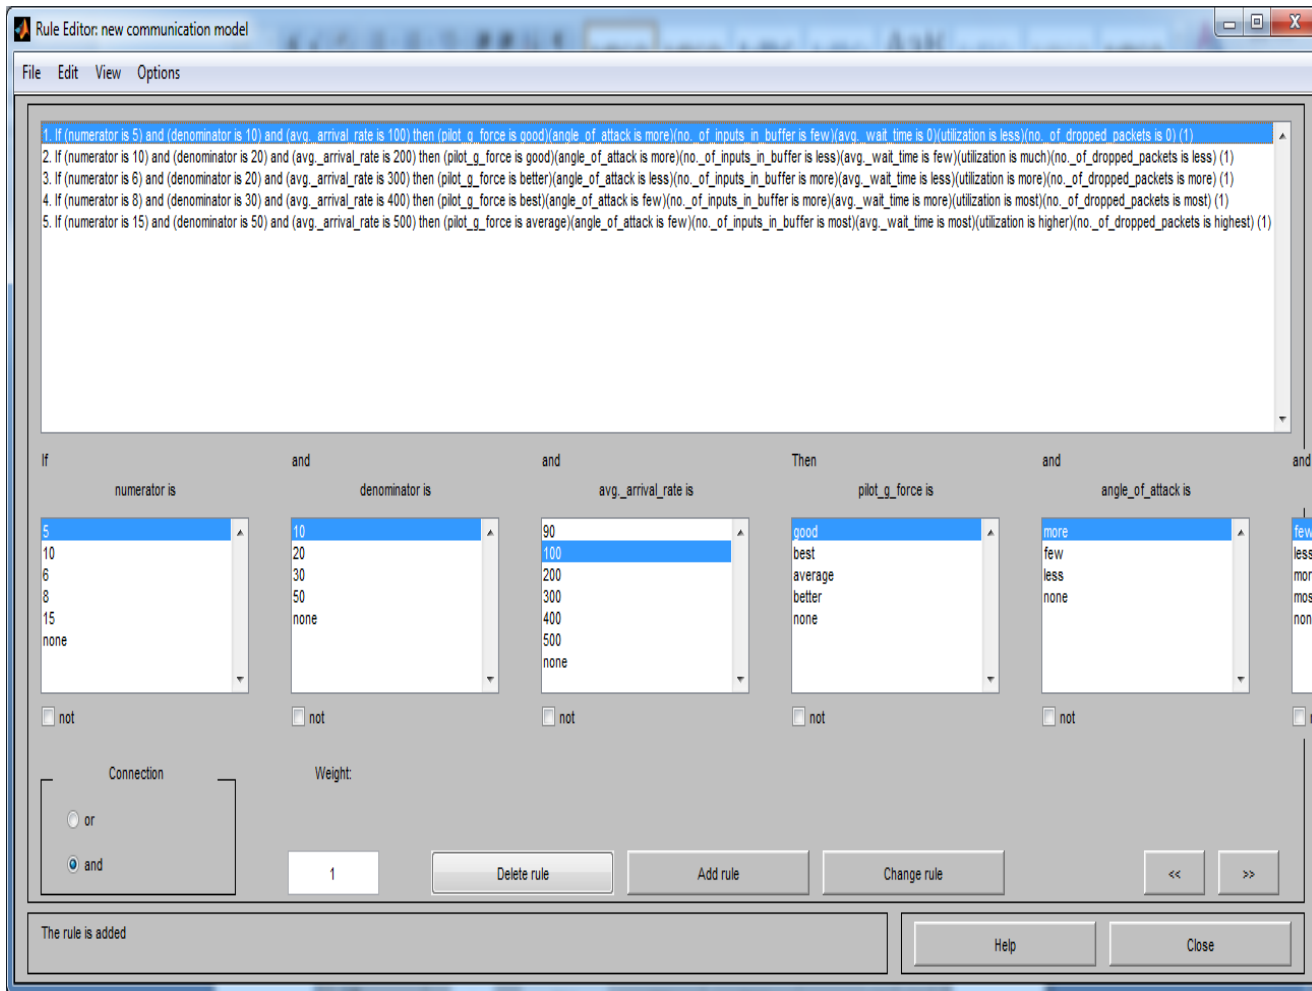 Rule Editor: new communication model
File Edit View Options
1. If (numerator is 5) and (denominator is 10) and (avg._arrival_rate is 100) then (pilot_g_force is good)(angle_of_attack is more)(no._of_inputs_in_buffer is few)(avg._wait_time is 0)(utilization is less)(no._of_dropped_packets is 0) (1)
2. If (numerator is 10) and (denominator is 20) and (avg._arrival_rate is 200) then (pilot_g_force is good)(angle_of_attack is more)(no._of_inputs_in_buffer is less)(avg._wait_time is few)(utilization is much)(no._of_dropped_packets is less) (1)
3. If (numerator is 6) and (denominator is 20) and (avg._arrival_rate is 300) then (pilot_g_force is better)(angle_of_attack is less)(no._of_inputs_in_buffer is more)(avg._wait_time is less)(utilization is more)(no._of_dropped_packets is more) (1)
4. If (numerator is 8) and (denominator is 30) and (avg._arrival_rate is 400) then (pilot_g_force is best)(angle_of_attack is few)(no._of_inputs_in_buffer is more)(avg._wait_time is more)(utilization is most)(no._of_dropped_packets is most) (1)
5. If (numerator is 15) and (denominator is 50) and (avg._arrival_rate is 500) then (pilot_g_force is average)(angle_of_attack is few)(no._of_inputs_in_buffer is most)(avg._wait_time is most)(utilization is higher)(no._of_dropped_packets is highest) (1)
If and and Then and and
numerator is denominator is avg._arrival_rate is pilot_g_force is angle_of_attack is
5
10
6
8
15
none
10
20
30
50
none
90
100
200
300
400
500
none
good
best
average
better
none
more
few
less
none
few
less
mor
mos
non
not not not not not
Connection
or
and
Weight:
1
Delete rule Add rule Change rule << >>
The rule is added
Help Close